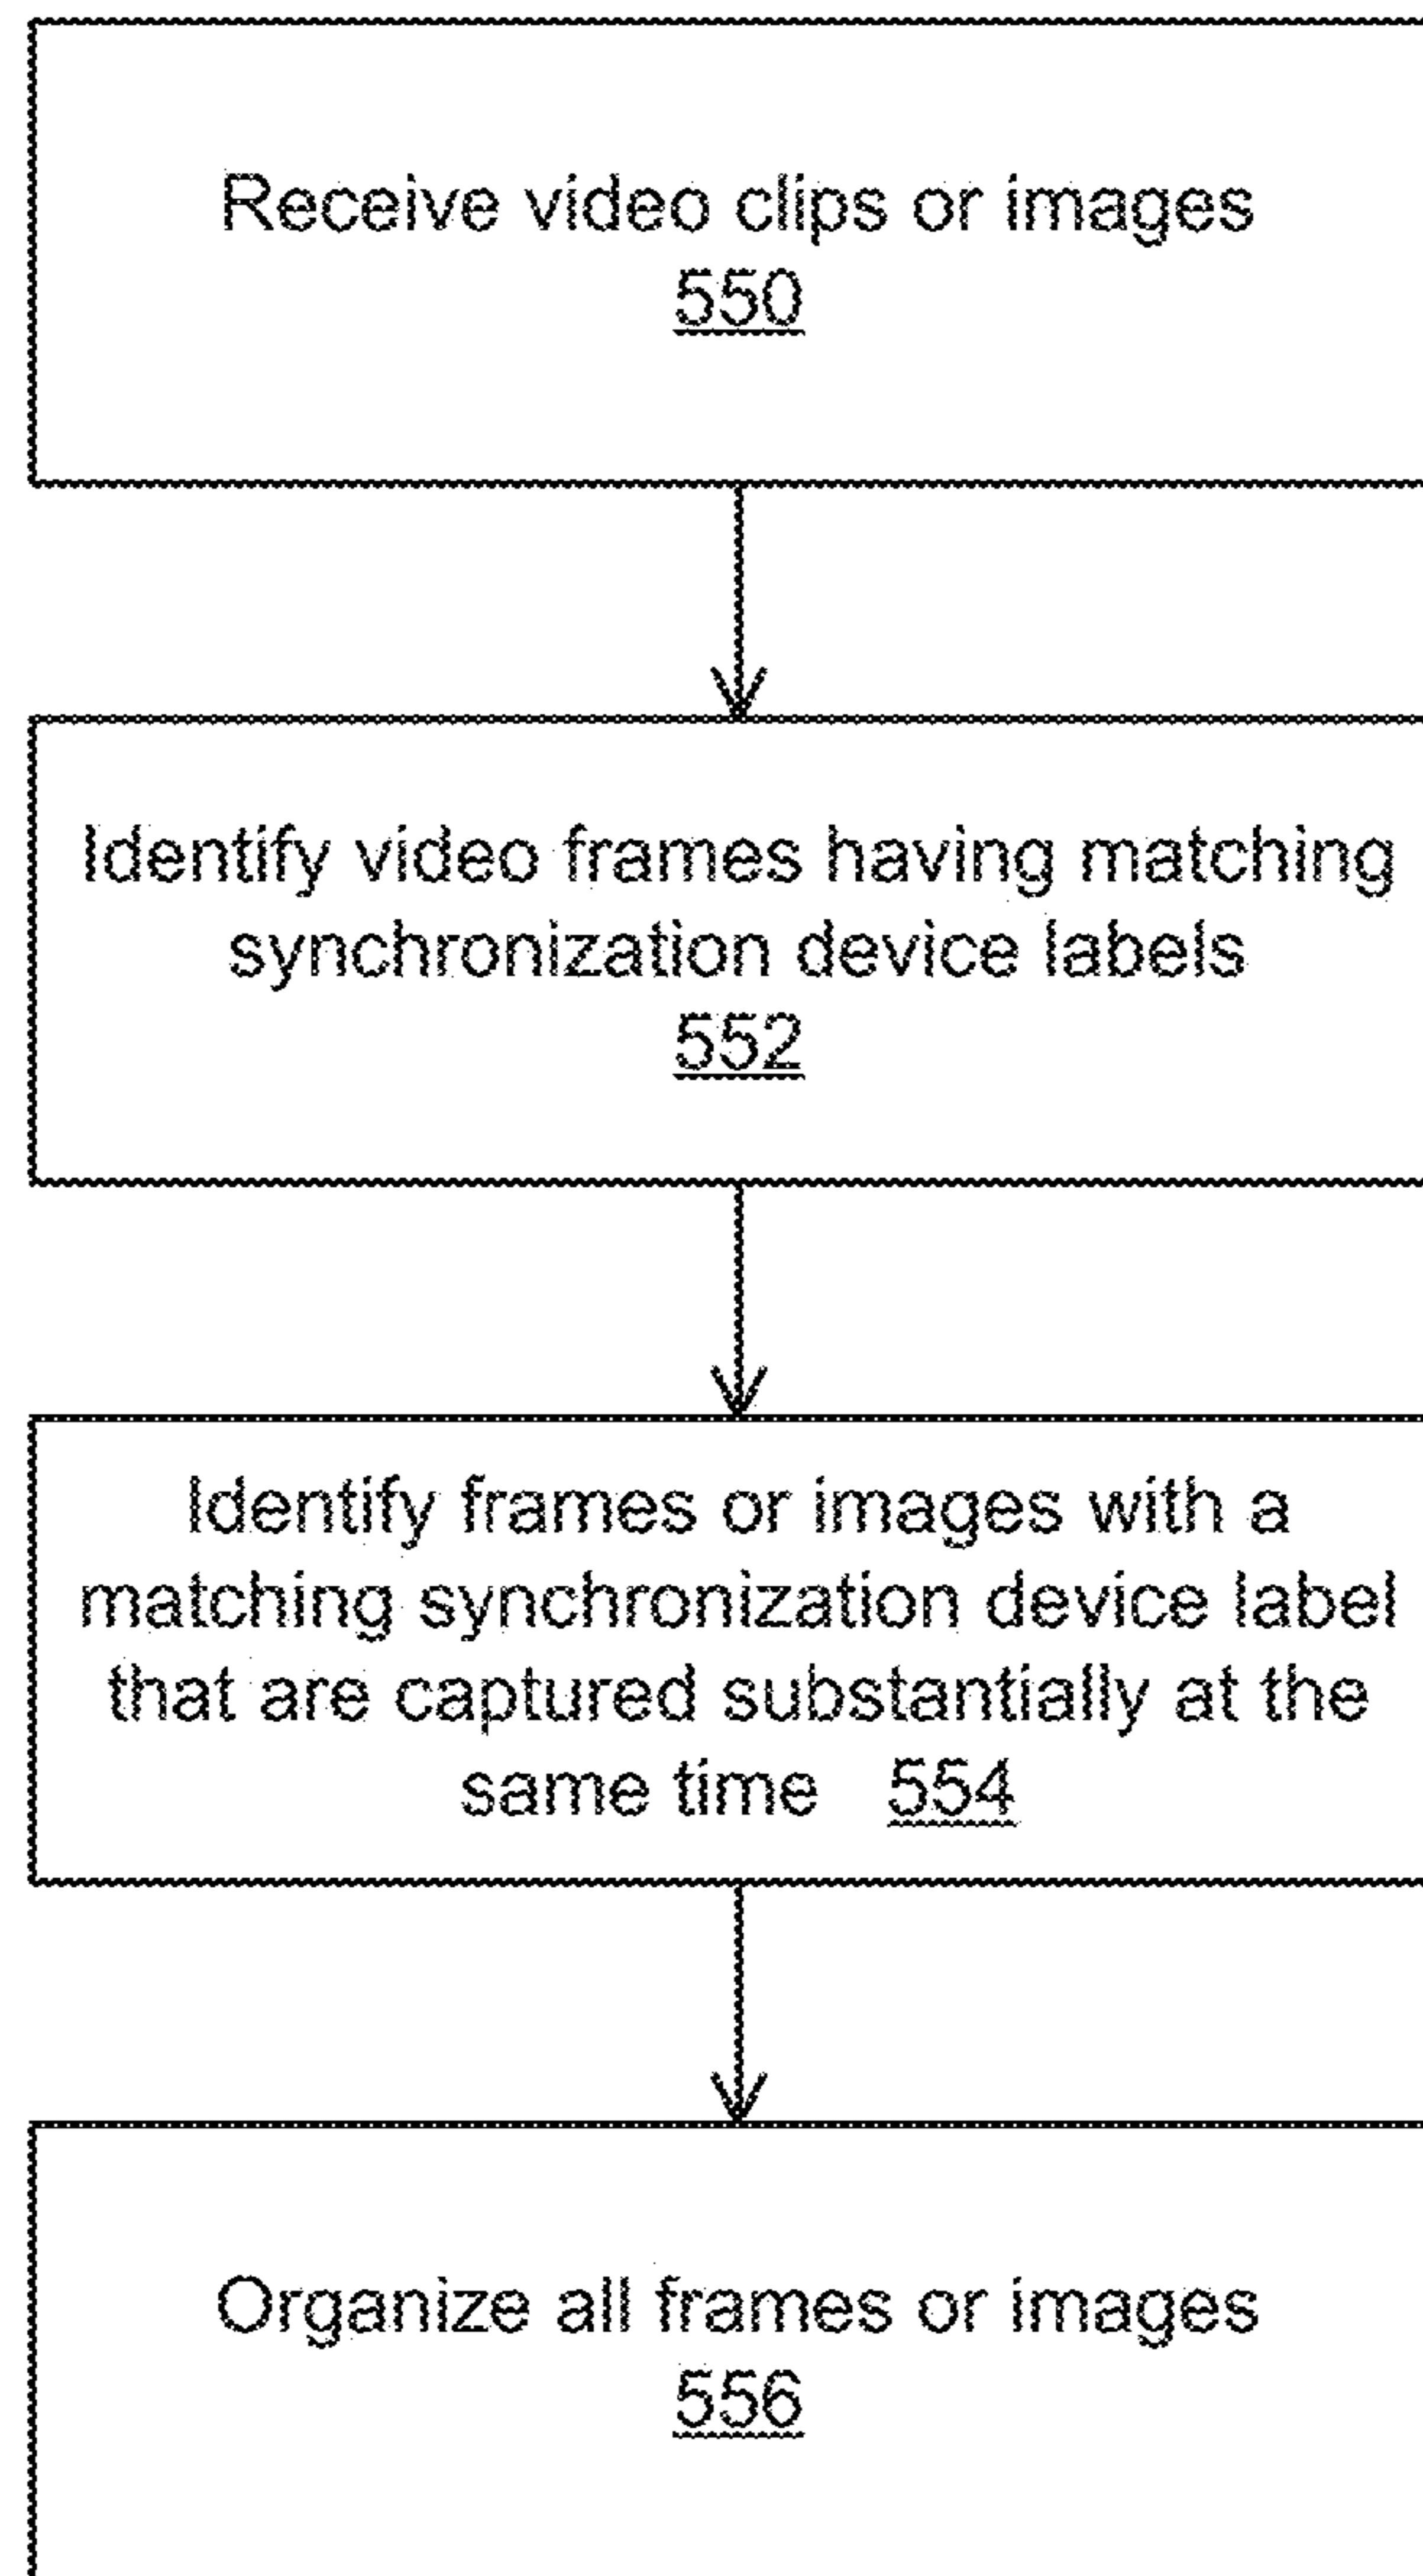 Receive video clips or images
550
Identify video frames having matching
synchronization device labels
552
Identify frames or images with a
matching synchronization device label
that are captured substantially at the
same time 554
Organize all frames or images
556